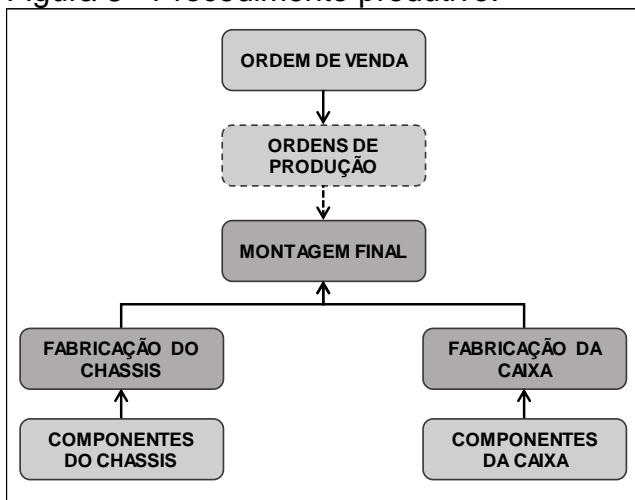 Figura - Procedimento produtivo.
ORDEM DE VENDA
ORDENS DE
PRODUÇÃO
MONTAGEM FINAL
FABRICAÇÃO DO
CHASSIS
FABRICAÇÃO DA
CAIXA
COMPONENTES
DO CHASSIS
COMPONENTES
DA CAIXA